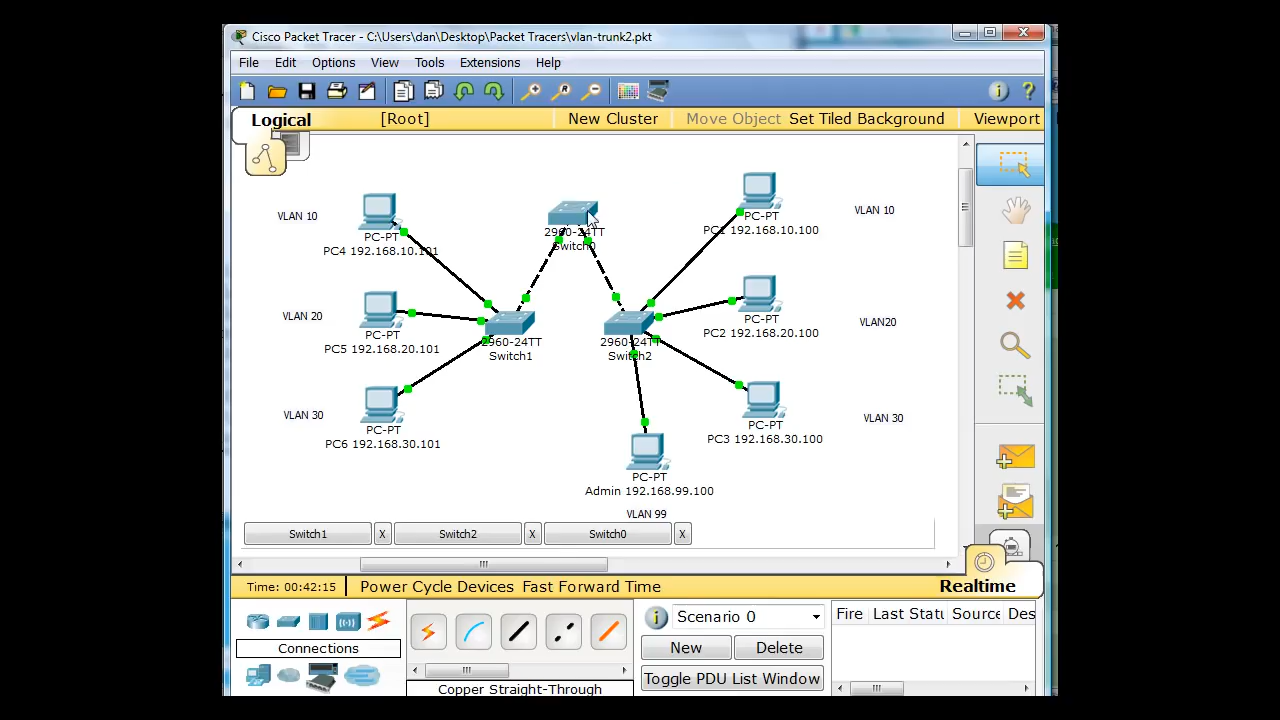 Cisco Packet Tracer - C:\Users\dan\Desktop\Packet Tracers\vlan-trunk2.pkt
File Edit Options View Tools Extensions Help
Logical [Root] New Cluster Move Object Set Tiled Background Viewport
VLAN 10
PC-PT
PC4 192.168.10.101
2960-24TT
Switch0
PC-PT
PC1 192.168.10.100
VLAN 10
VLAN 20
PC-PT
PC5 192.168.20.101
2960-24TT
Switch1
2960-24TT
Switch2
PC-PT
PC2 192.168.20.100
VLAN20
VLAN 30
PC-PT
PC6 192.168.30.101
PC-PT
PC3 192.168.30.100
VLAN 30
PC-PT
Admin 192.168.99.100
VLAN 99
Switch1 X Switch2 X Switch0 X
Time: 00:42:15 Power Cycle Devices Fast Forward Time Realtime
Connections
Copper Straight-Through
Scenario 0
New Delete
Toggle PDU List Window
Fire Last Statu Source Des